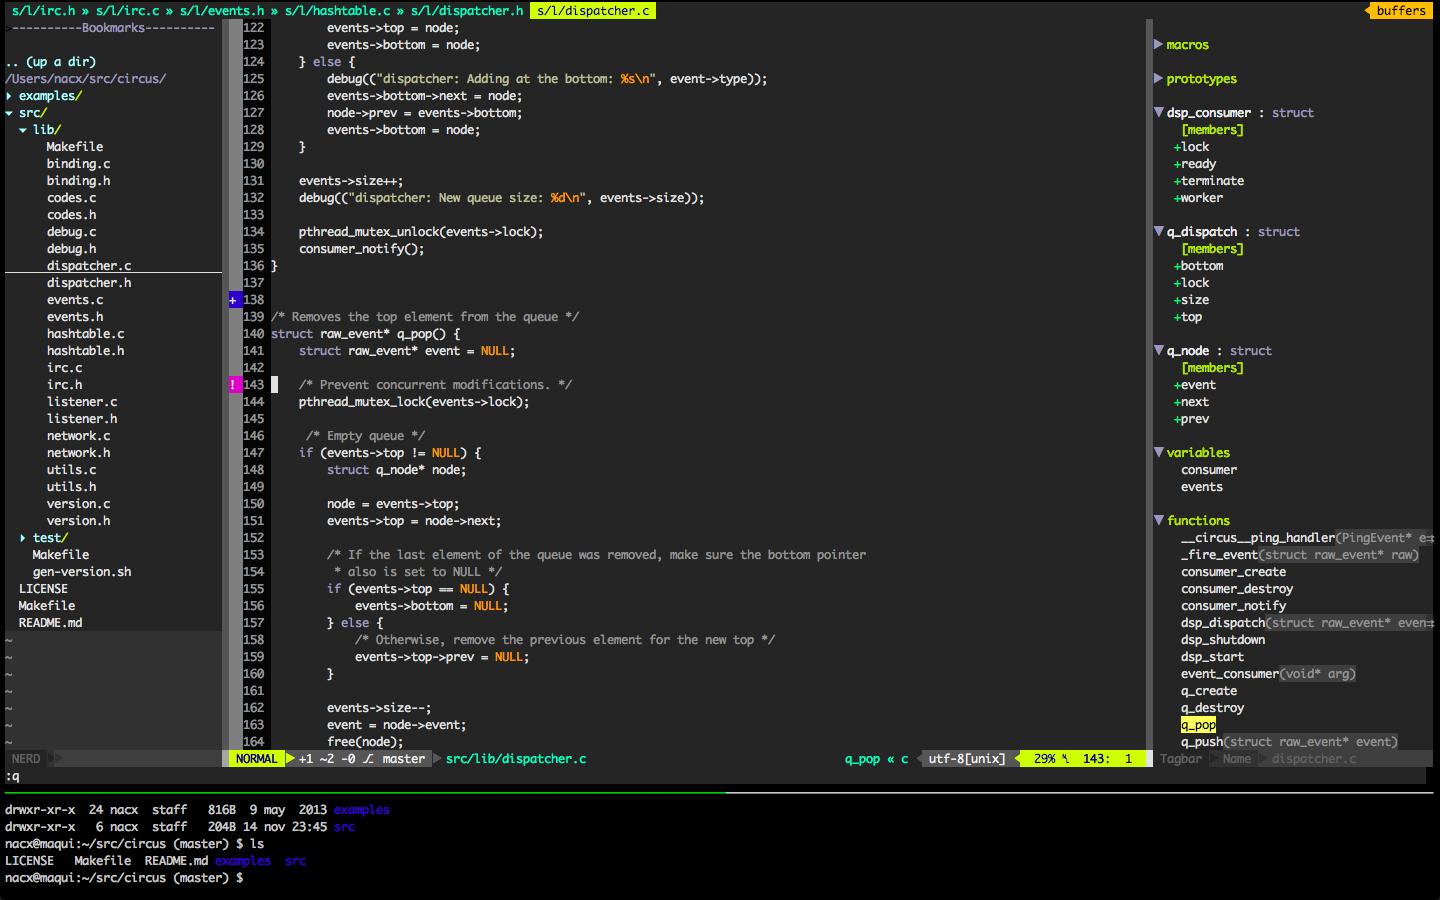 s/l/irc.h » s/l/irc.c » s/l/events.h » s/l/hashtable.c » s/l/dispatcher.h s/l/dispatcher.c buffers
>----------Bookmarks----------
.. (up a dir)
/Users/nacx/src/circus/
▸ examples/
▾ src/
▾ lib/
Makefile
binding.c
binding.h
codes.c
codes.h
debug.c
debug.h
dispatcher.c
dispatcher.h
events.c
events.h
hashtable.c
hashtable.h
irc.c
irc.h
listener.c
listener.h
network.c
network.h
utils.c
utils.h
version.c
version.h
▸ test/
Makefile
gen-version.sh
LICENSE
Makefile
README.md
~
~
~
~
~
~
~
122         events->top = node;
123         events->bottom = node;
124     } else {
125         debug(("dispatcher: Adding at the bottom: %s\n", event->type));
126         events->bottom->next = node;
127         node->prev = events->bottom;
128         events->bottom = node;
129     }
130
131     events->size++;
132     debug(("dispatcher: New queue size: %d\n", events->size));
133
134     pthread_mutex_unlock(events->lock);
135     consumer_notify();
136 }
137
+ 138
139 /* Removes the top element from the queue */
140 struct raw_event* q_pop() {
141     struct raw_event* event = NULL;
142
! 143     /* Prevent concurrent modifications. */
144     pthread_mutex_lock(events->lock);
145
146      /* Empty queue */
147     if (events->top != NULL) {
148         struct q_node* node;
149
150         node = events->top;
151         events->top = node->next;
152
153         /* If the last element of the queue was removed, make sure the bottom pointer
154          * also is set to NULL */
155         if (events->top == NULL) {
156             events->bottom = NULL;
157         } else {
158             /* Otherwise, remove the previous element for the new top */
159             events->top->prev = NULL;
160         }
161
162         events->size--;
163         event = node->event;
164         free(node);
▶ macros
▶ prototypes
▼ dsp_consumer : struct
[members]
+lock
+ready
+terminate
+worker
▼ q_dispatch : struct
[members]
+bottom
+lock
+size
+top
▼ q_node : struct
[members]
+event
+next
+prev
▼ variables
consumer
events
▼ functions
__circus__ping_handler(PingEvent* e
_fire_event(struct raw_event* raw)
consumer_create
consumer_destroy
consumer_notify
dsp_dispatch(struct raw_event* even
dsp_shutdown
dsp_start
event_consumer(void* arg)
q_create
q_destroy
q_pop
q_push(struct raw_event* event)
NERD NORMAL +1 ~2 -0 master src/lib/dispatcher.c q_pop « c utf-8[unix] 29% 143: 1 Tagbar Name dispatcher.c
:q
drwxr-xr-x  24 nacx  staff   816B  9 may  2013 examples
drwxr-xr-x   6 nacx  staff   204B 14 nov 23:45 src
nacx@maqui:~/src/circus (master) $ ls
LICENSE   Makefile  README.md examples  src
nacx@maqui:~/src/circus (master) $